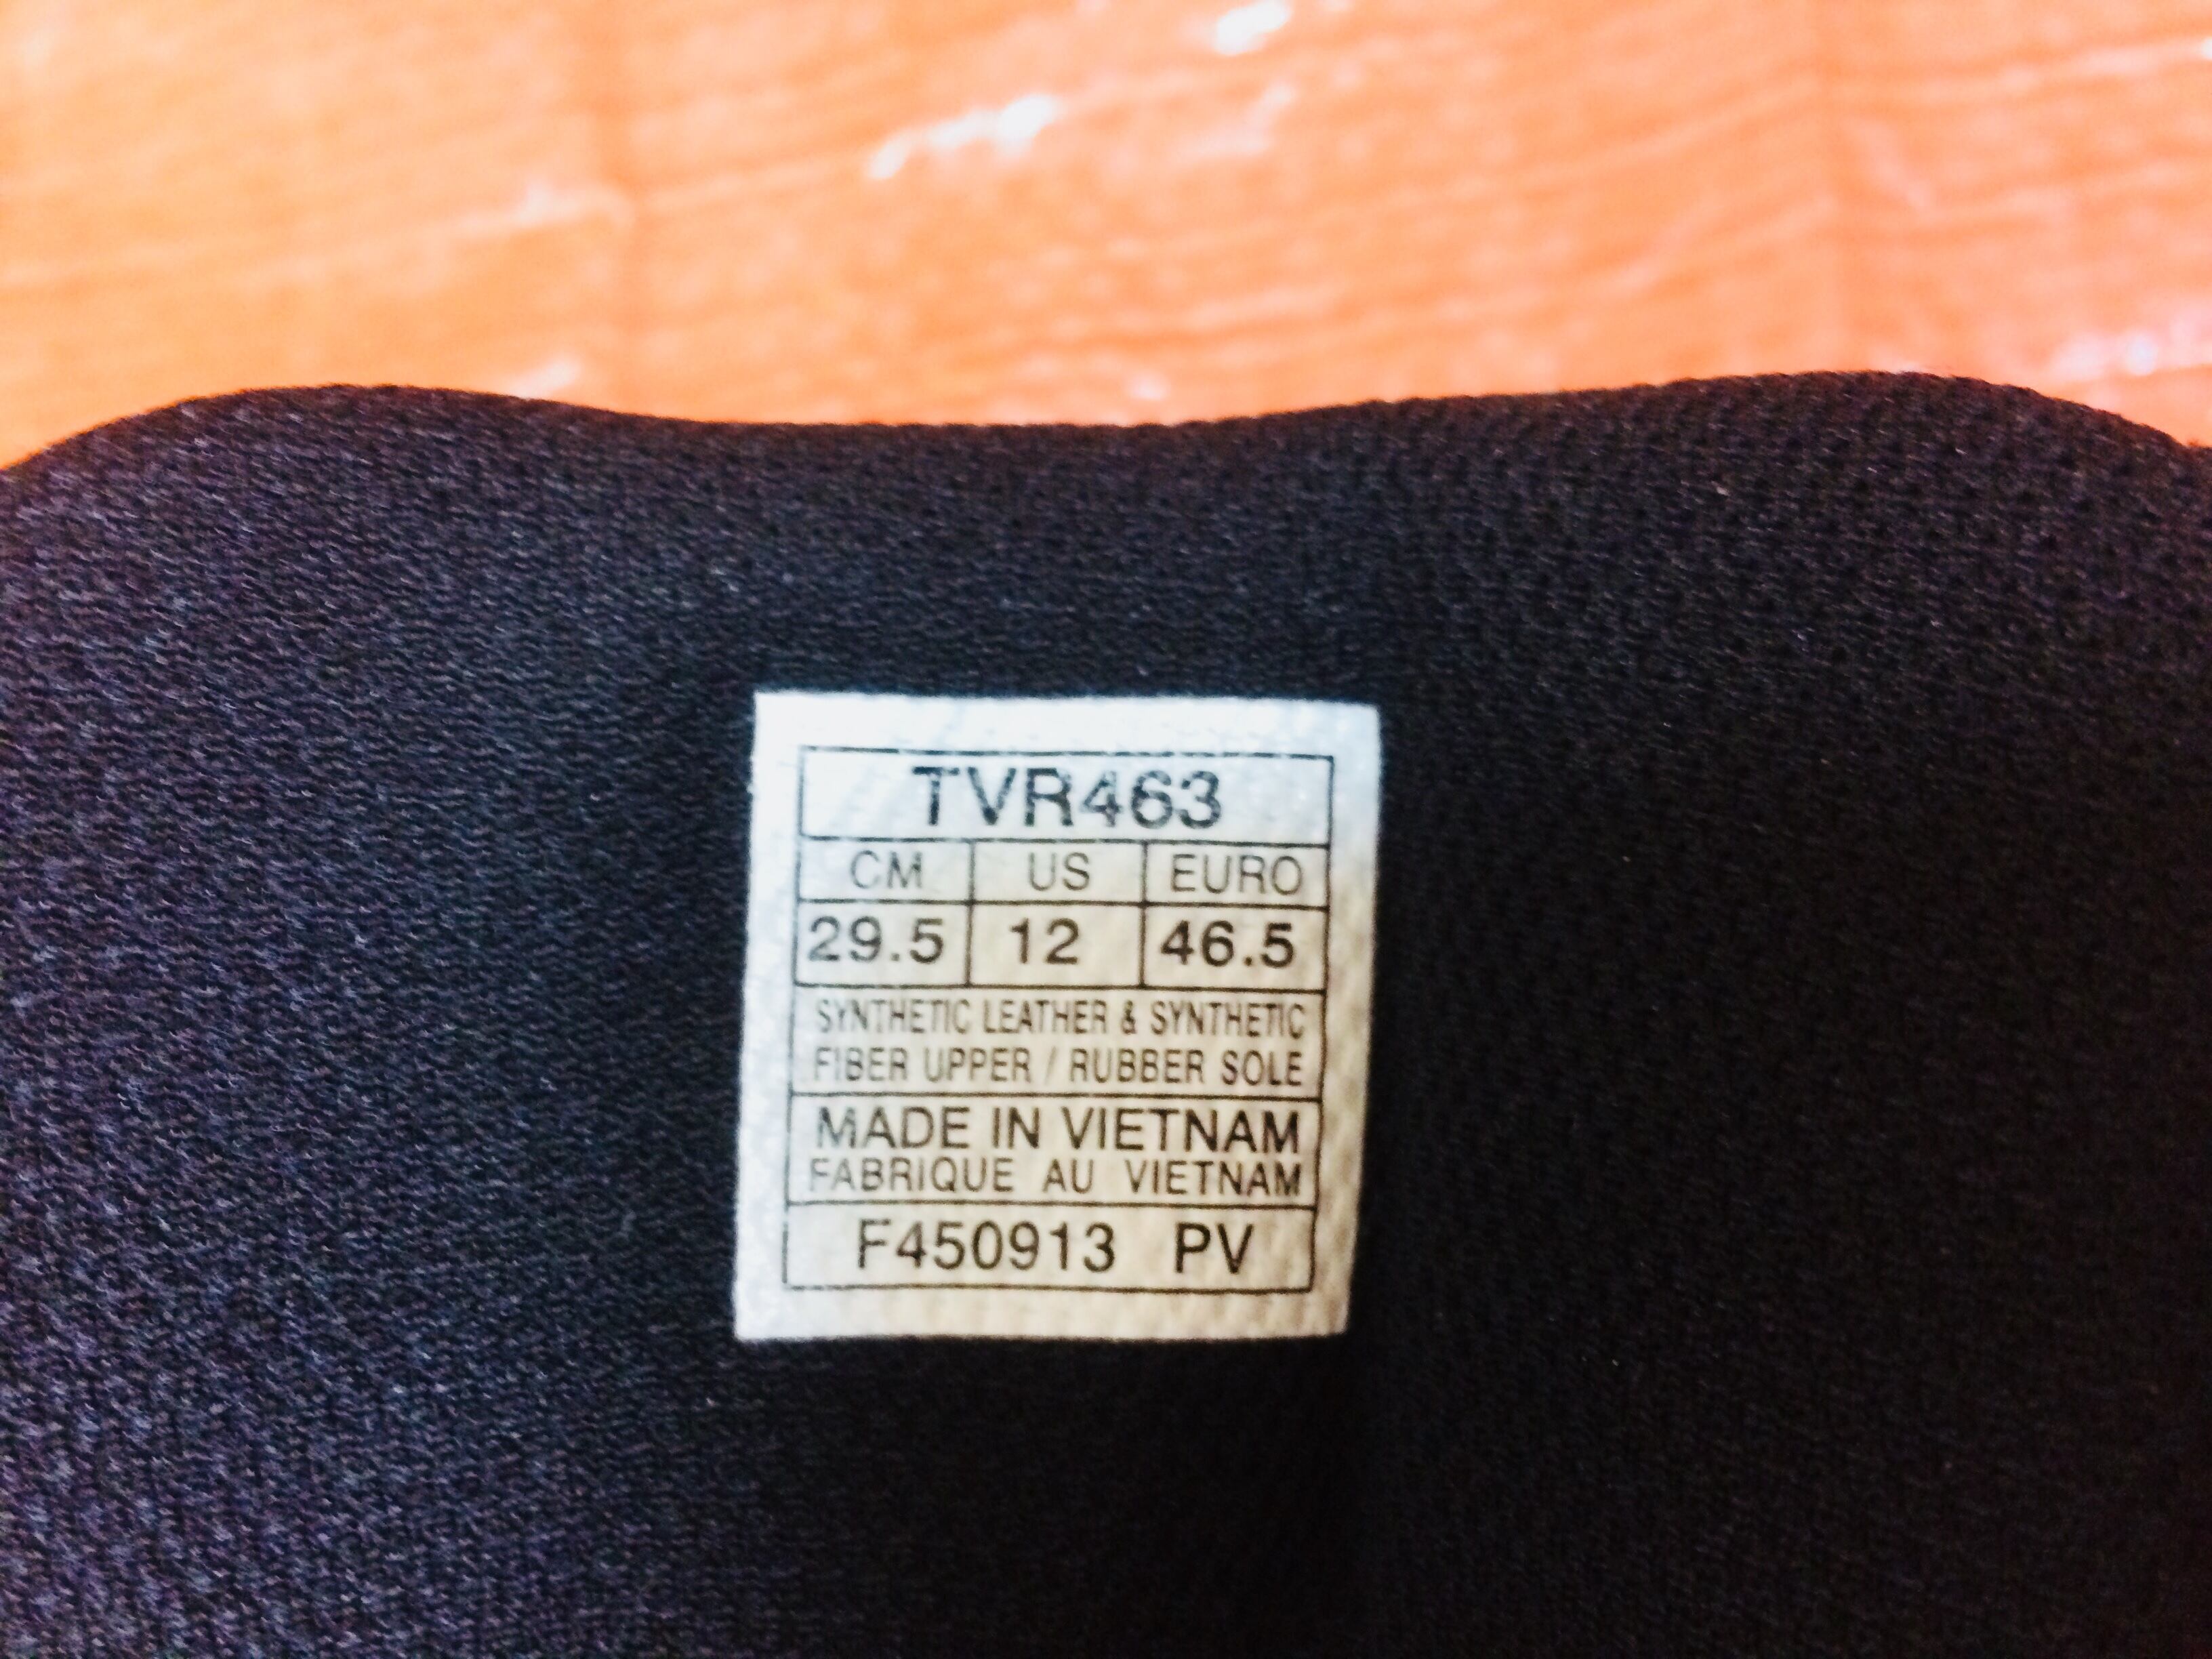 TVR463
CM US EURO
29.5 12 46.5
SYNTHETIC LEATHER & SYNTHETIC
FIBER UPPER / RUBBER SOLE
MADE IN VIETNAM
FABRIQUE AU VIETNAM
F450913 PV